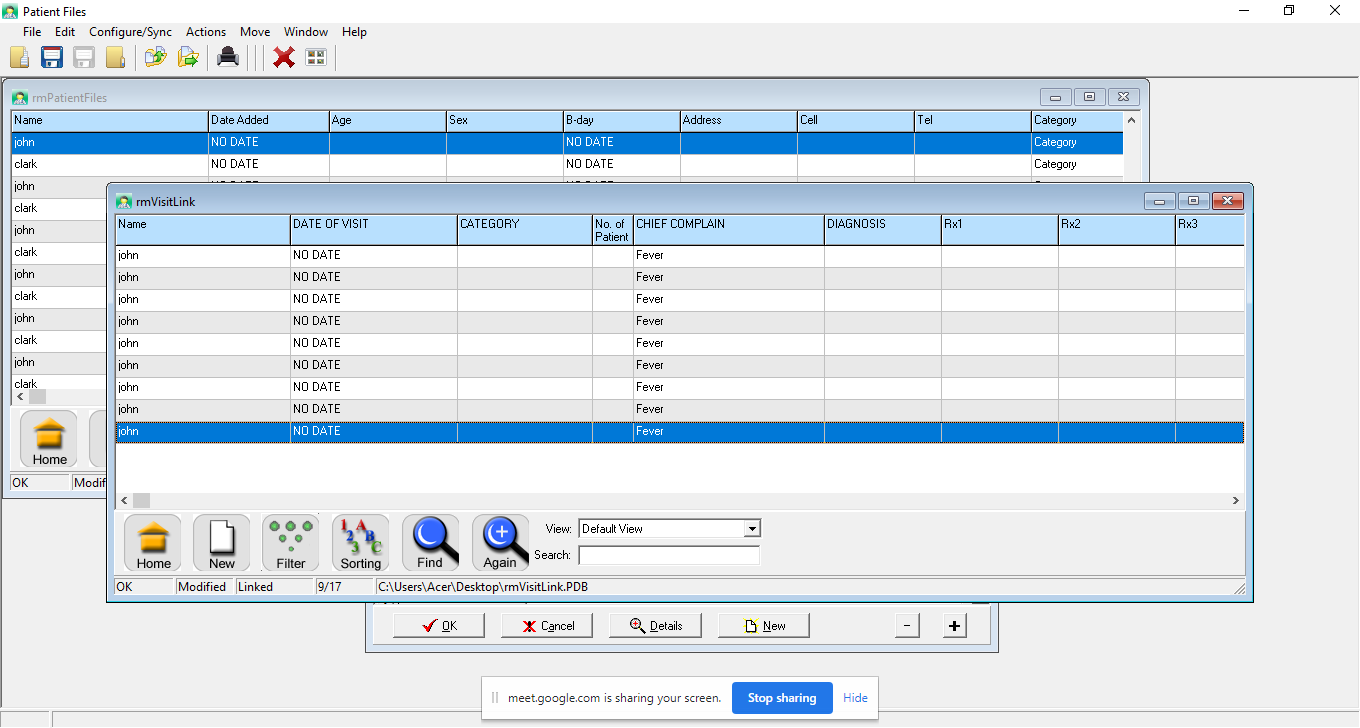 Patient Files
File Edit Configure/Sync Actions Move Window Help
rmPatientFiles
Name Date Added Age Sex B-day Address Cell Tel Category
john NO DATE NO DATE Category
clark NO DATE NO DATE Category
john
clark
john
clark
john
clark
john
clark
john
clark
Home
OK Modif
rmVisitLink
Name DATE OF VISIT CATEGORY No. of Patient CHIEF COMPLAIN DIAGNOSIS Rx1 Rx2 Rx3
john NO DATE Fever
john NO DATE Fever
john NO DATE Fever
john NO DATE Fever
john NO DATE Fever
john NO DATE Fever
john NO DATE Fever
john NO DATE Fever
john NO DATE Fever
Home New Filter Sorting Find Again
View: Default View
Search:
OK Modified Linked 9/17 C:\Users\Acer\Desktop\rmVisitLink.PDB
OK Cancel Details New - +
meet.google.com is sharing your screen. Stop sharing Hide